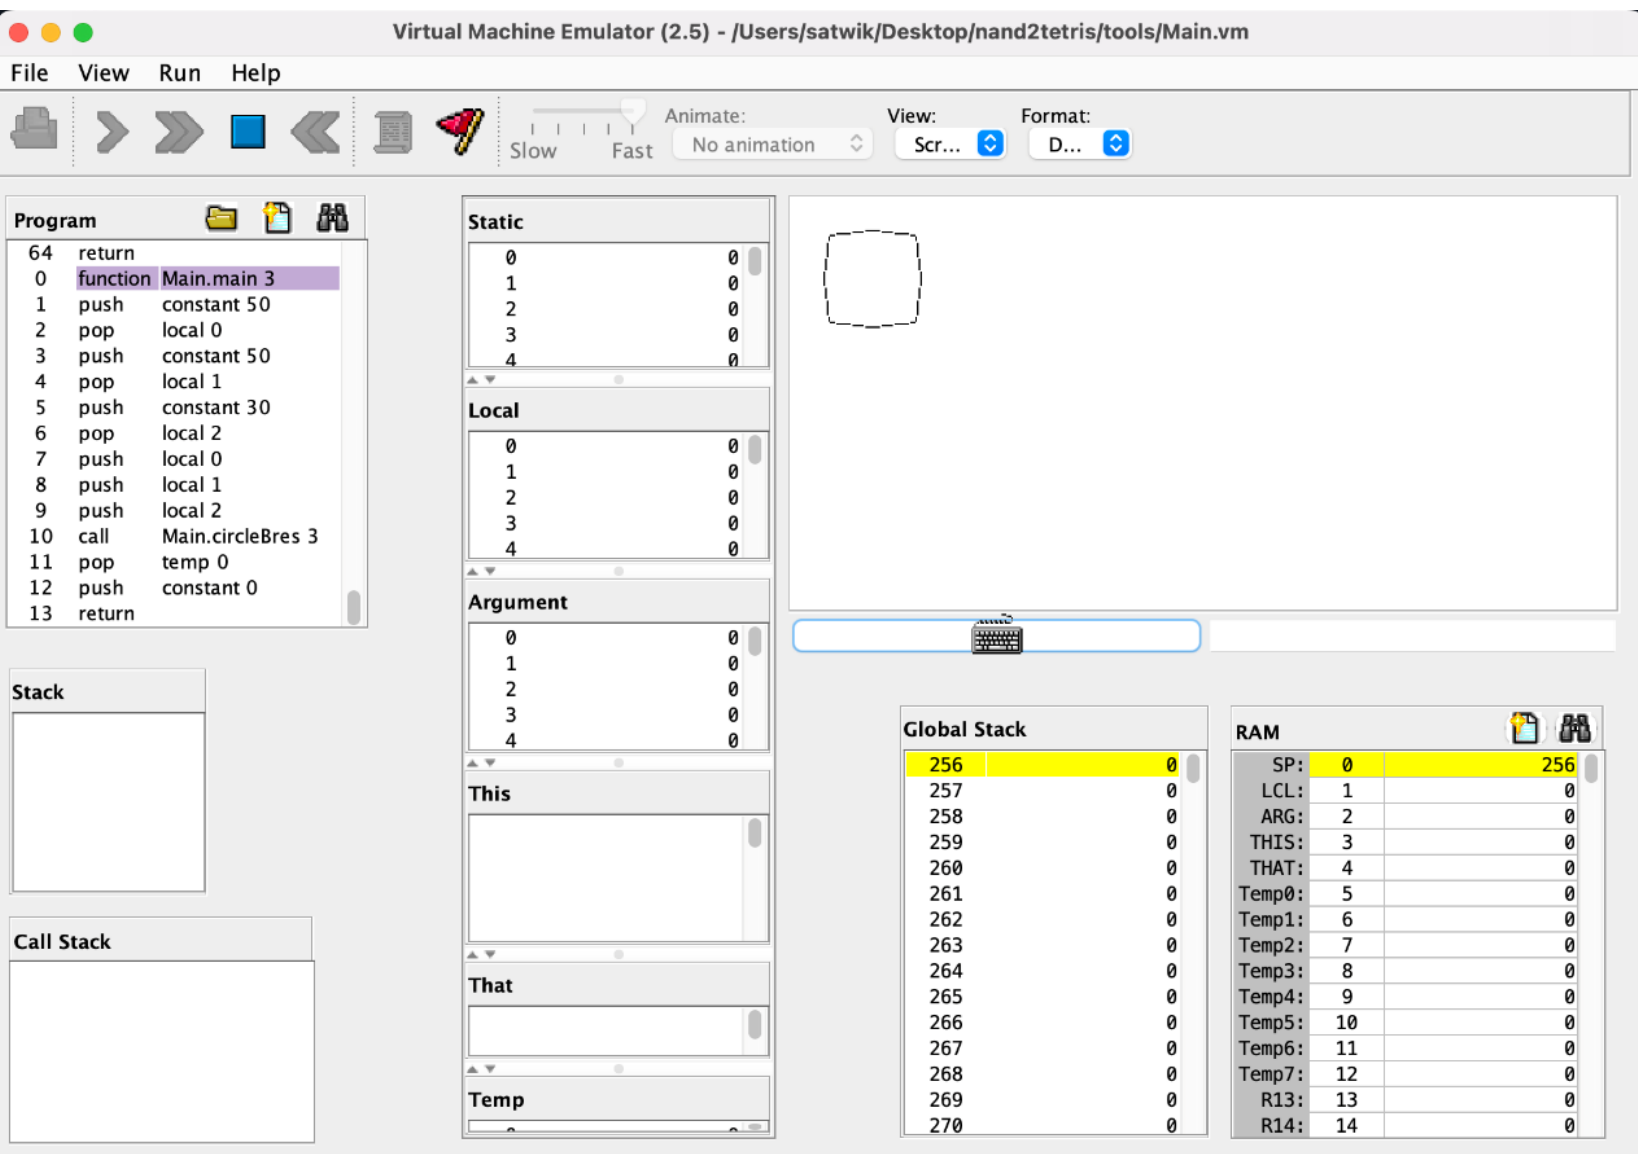 Virtual Machine Emulator (2.5) - /Users/satwik/Desktop/nand2tetris/tools/Main.vm
File View Run Help
Slow Fast
Animate:
No animation
View:
Scr...
Format:
D...
Program
64 return
0 function Main.main 3
1 push constant 50
2 pop local 0
3 push constant 50
4 pop local 1
5 push constant 30
6 pop local 2
7 push local 0
8 push local 1
9 push local 2
10 call Main.circleBres 3
11 pop temp 0
12 push constant 0
13 return
Stack
Call Stack
Static
0 0
1 0
2 0
3 0
4 0
Local
0 0
1 0
2 0
3 0
4 0
Argument
0 0
1 0
2 0
3 0
4 0
This
That
Temp
Global Stack
256 0
257 0
258 0
259 0
260 0
261 0
262 0
263 0
264 0
265 0
266 0
267 0
268 0
269 0
270 0
RAM
SP: 0 256
LCL: 1 0
ARG: 2 0
THIS: 3 0
THAT: 4 0
Temp0: 5 0
Temp1: 6 0
Temp2: 7 0
Temp3: 8 0
Temp4: 9 0
Temp5: 10 0
Temp6: 11 0
Temp7: 12 0
R13: 13 0
R14: 14 0